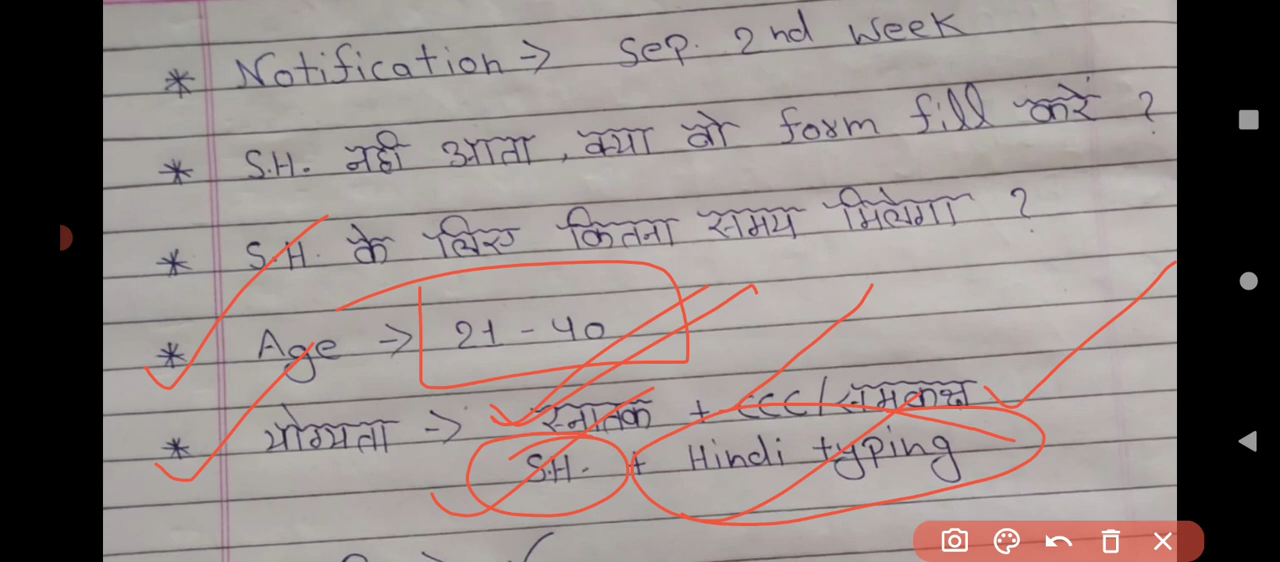 * Notification → Sep. 2nd week
* S.H. नही आता, क्या वो form fill करें ?
* S.H. के लिए कितना समय मिलेगा ?
* Age → 21 - 40
* योग्यता → स्नातक + CCC/समकक्ष
S.H. + Hindi typing